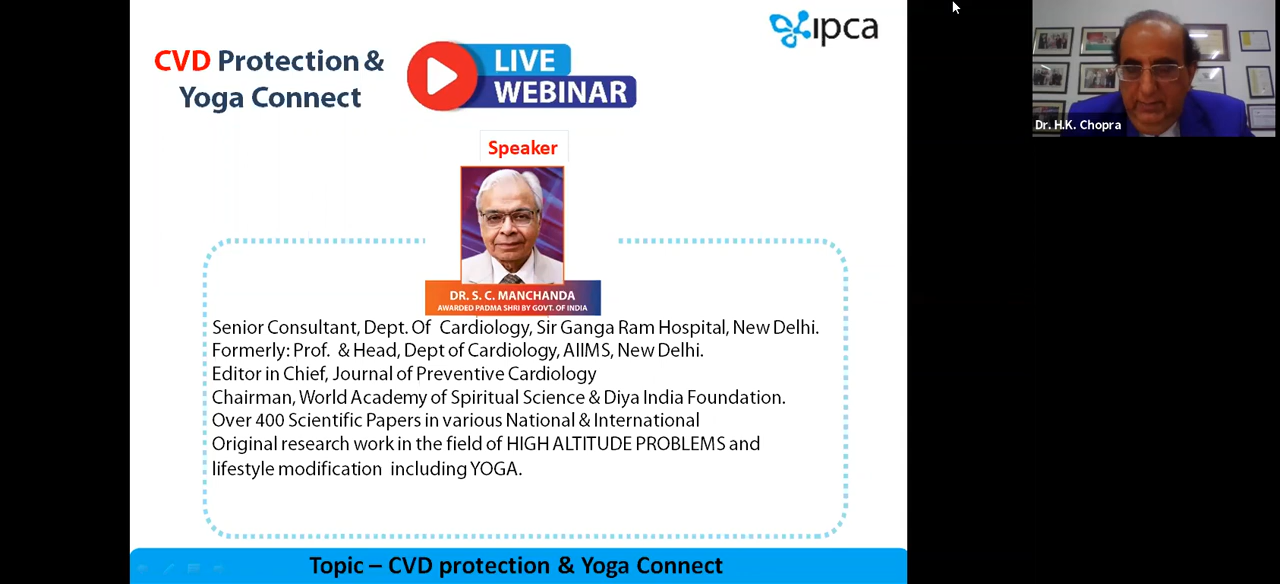 ipca
CVD Protection &
Yoga Connect
LIVE
WEBINAR
Dr. H.K. Chopra
Speaker
DR. S. C. MANCHANDA
AWARDED PADMA SHRI BY GOVT. OF INDIA
Senior Consultant, Dept. Of Cardiology, Sir Ganga Ram Hospital, New Delhi.
Formerly: Prof. & Head, Dept of Cardiology, AIIMS, New Delhi.
Editor in Chief, Journal of Preventive Cardiology
Chairman, World Academy of Spiritual Science & Diya India Foundation.
Over 400 Scientific Papers in various National & International
Original research work in the field of HIGH ALTITUDE PROBLEMS and
lifestyle modification including YOGA.
Topic – CVD protection & Yoga Connect